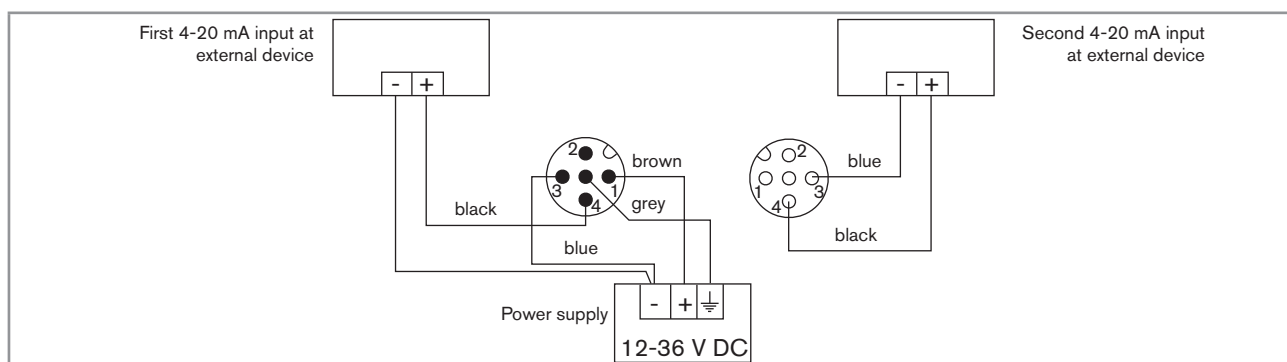 First 4-20 mA input at
external device
- +
Second 4-20 mA input
at external device
- +
2
3
1
4
brown
grey
black
blue
2
1
3
4
blue
black
Power supply
- +
12-36 V DC